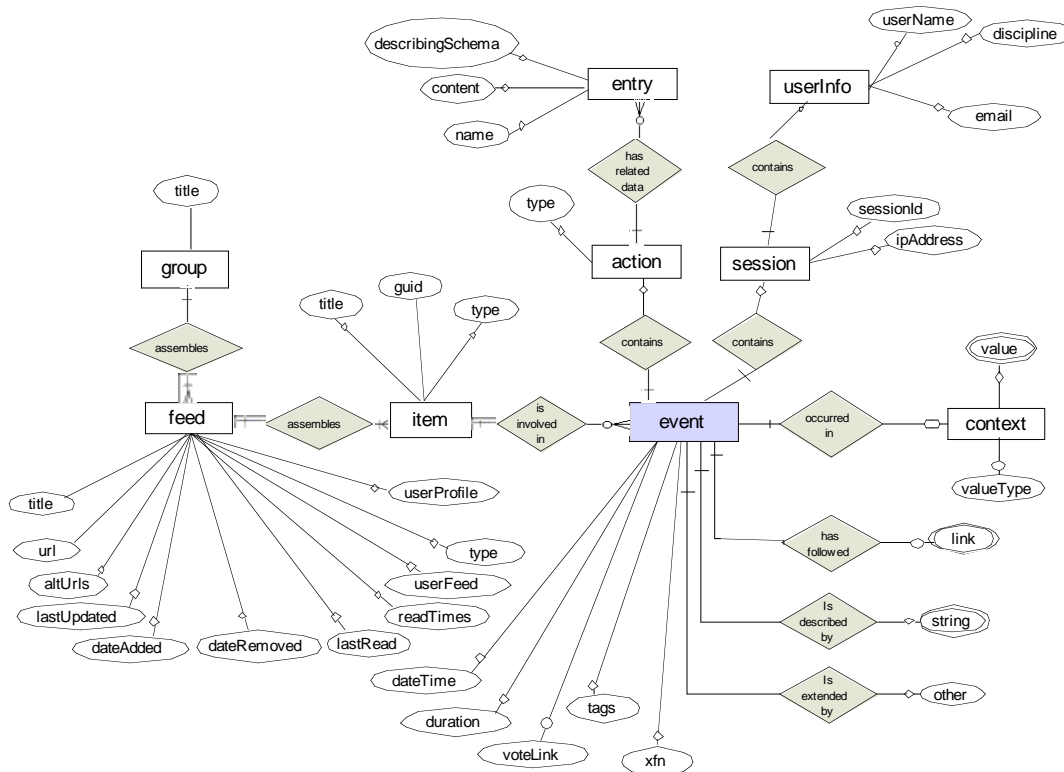 userName
discipline
describingSchema
entry
userInfo
content
email
name
has
related
data
contains
title
type
sessionId
ipAddress
group
action
session
guid
title
type
assembles
contains
contains
value
feed
assembles
item
is
involved
in
event
occurred
in
context
userProfile
valueType
title
url
type
has
followed
link
altUrls
userFeed
lastUpdated
readTimes
Is
described
by
string
dateAdded
dateRemoved
lastRead
dateTime
Is
extended
by
other
duration
tags
voteLink
xfn